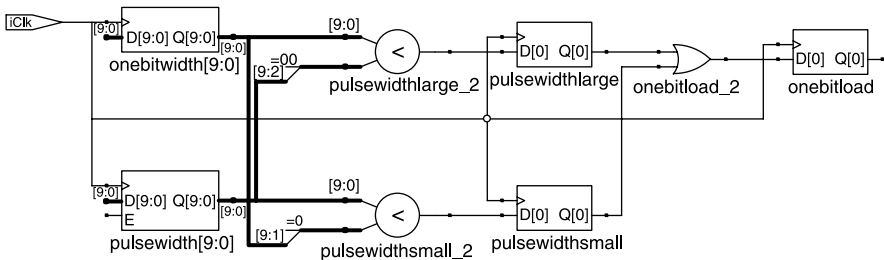 iClk
[9:0]
D[9:0] Q[9:0]
[9:0]
onebitwidth[9:0]
[9:0]
=00
[9:2]
<
pulsewidthlarge_2
D[0] Q[0]
pulsewidthlarge
onebitload_2
D[0] Q[0]
onebitload
[9:0]
D[9:0] Q[9:0]
[9:0]
E
pulsewidth[9:0]
[9:0]
=0
[9:1]
<
pulsewidthsmall_2
D[0] Q[0]
pulsewidthsmall